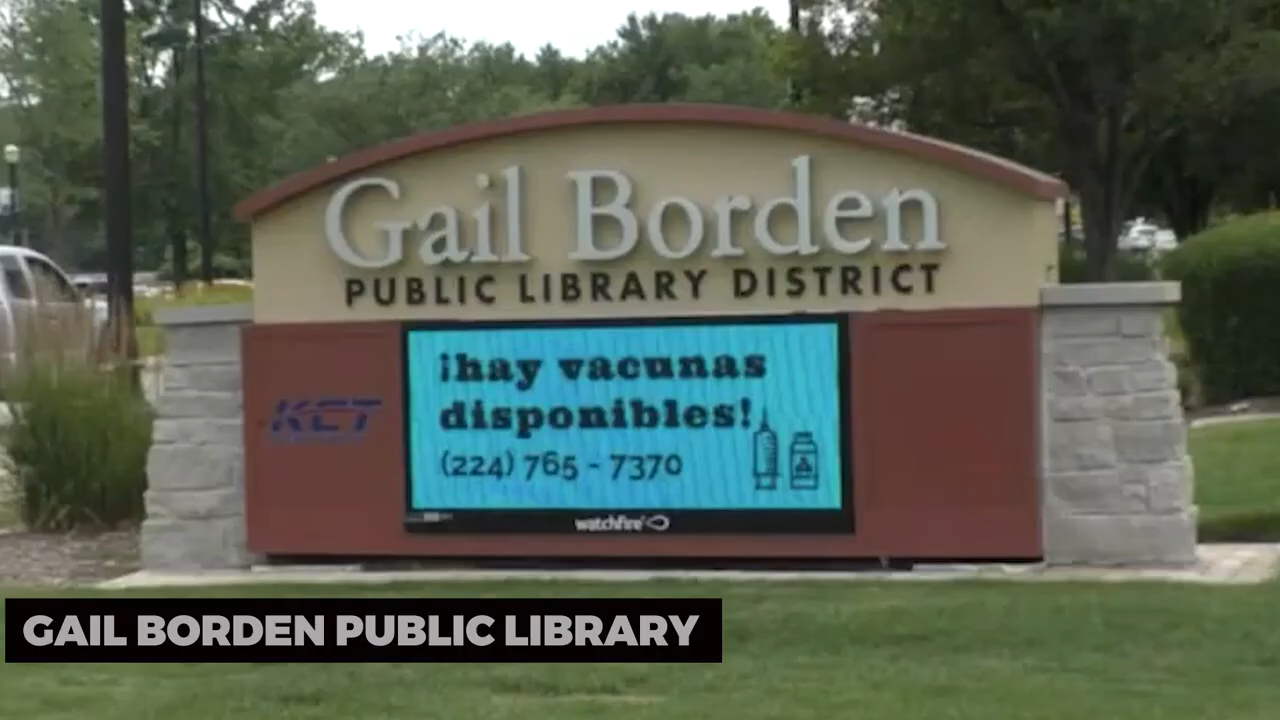 Gail Borden
PUBLIC LIBRARY DISTRICT
¡hay vacunas
disponibles!
(224) 765 - 7370
KCT
watchfire
GAIL BORDEN PUBLIC LIBRARY